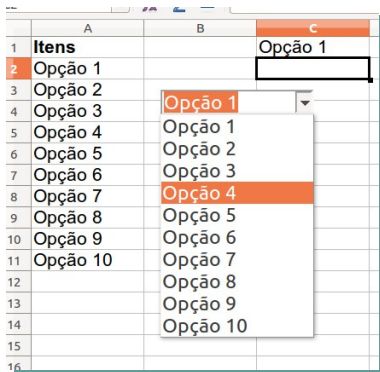 A B C
1 Itens Opção 1
2 Opção 1
3 Opção 2
4 Opção 3
5 Opção 4
6 Opção 5
7 Opção 6
8 Opção 7
9 Opção 8
10 Opção 9
11 Opção 10
12
13
14
15
16
Opção 1
Opção 1
Opção 2
Opção 3
Opção 4
Opção 5
Opção 6
Opção 7
Opção 8
Opção 9
Opção 10